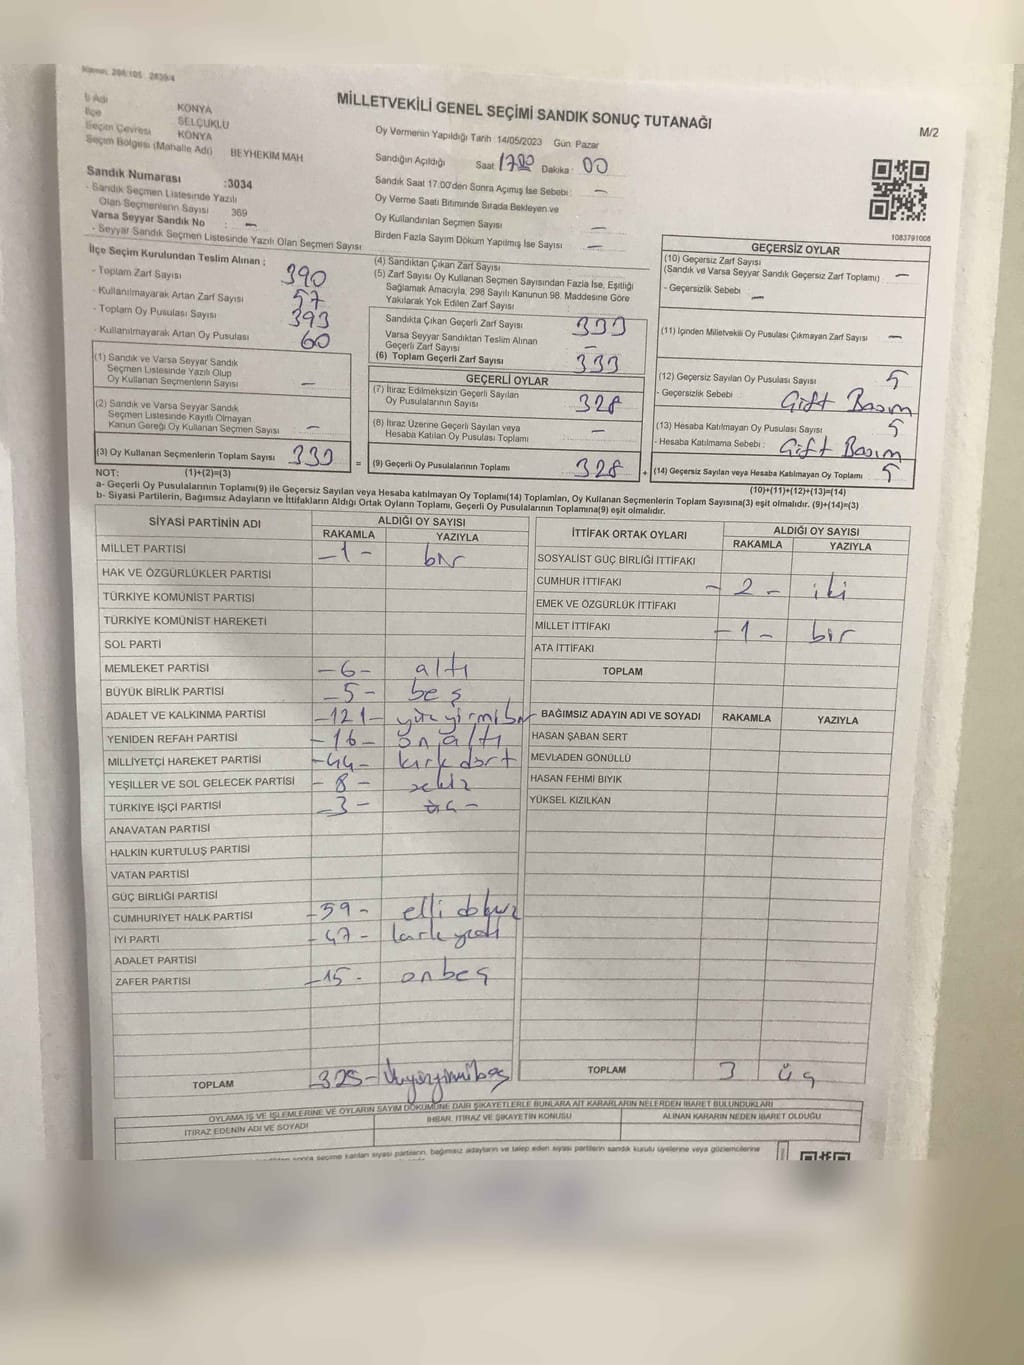 MİLLETVEKİLİ GENEL SEÇİMİ SANDIK SONUÇ TUTANAĞI
M/2
İl Adı KONYA
İlçe SELÇUKLU
Seçim Çevresi KONYA
Seçim Bölgesi (Mahalle Adı) BEYHEKİM MAH
Oy Vermenin Yapıldığı Tarih :14/05/2023 Gün: Pazar
Sandığın Açıldığı Saat 1700 Dakika : 00
Sandık Saat 17:00'den Sonra Açımış İse Sebebi : —
Oy Verme Saati Bitiminde Sırada Bekleyen ve
Oy Kullandırılan Seçmen Sayısı —
Birden Fazla Sayım Döküm Yapılmış İse Sayısı —
1083791008
Sandık Numarası :3034
- Sandık Seçmen Listesinde Yazılı
Olan Seçmenlerin Sayısı 369
Varsa Seyyar Sandık No : —
- Seyyar Sandık Seçmen Listesinde Yazılı Olan Seçmen Sayısı
İlçe Seçim Kurulundan Teslim Alınan ;
- Toplam Zarf Sayısı 390
- Kullanılmayarak Artan Zarf Sayısı 57
- Toplam Oy Pusulası Sayısı 393
- Kullanılmayarak Artan Oy Pusulası 60
(1) Sandık ve Varsa Seyyar Sandık
Seçmen Listesinde Yazılı Olup
Oy Kullanan Seçmenlerin Sayısı —
(2) Sandık ve Varsa Seyyar Sandık
Seçmen Listesinde Kayıtlı Olmayan
Kanun Gereği Oy Kullanan Seçmen Sayısı —
(3) Oy Kullanan Seçmenlerin Toplam Sayısı 333
(4) Sandıktan Çıkan Zarf Sayısı
(5) Zarf Sayısı Oy Kullanan Seçmen Sayısından Fazla İse, Eşitliği
Sağlamak Amacıyla, 298 Sayılı Kanunun 98. Maddesine Göre
Yakılarak Yok Edilen Zarf Sayısı
Sandıkta Çıkan Geçerli Zarf Sayısı 333
Varsa Seyyar Sandıktan Teslim Alınan
Geçerli Zarf Sayısı —
(6) Toplam Geçerli Zarf Sayısı 333
GEÇERLİ OYLAR
(7) İtiraz Edilmeksizin Geçerli Sayılan
Oy Pusulalarının Sayısı 328
(8) İtiraz Üzerine Geçerli Sayılan veya
Hesaba Katılan Oy Pusulası Toplamı —
= (9) Geçerli Oy Pusulalarının Toplamı 328 +
GEÇERSİZ OYLAR
(10) Geçersiz Zarf Sayısı
(Sandık ve Varsa Seyyar Sandık Geçersiz Zarf Toplamı) : —
- Geçersizlik Sebebi : —
(11) İçinden Milletvekili Oy Pusulası Çıkmayan Zarf Sayısı —
(12) Geçersiz Sayılan Oy Pusulası Sayısı 5
- Geçersizlik Sebebi Çift Basım
(13) Hesaba Katılmayan Oy Pusulası Sayısı 5
- Hesaba Katılmama Sebebi : Çift Basım
(14) Geçersiz Sayılan veya Hesaba Katılmayan Oy Toplamı 5
NOT: (1)+(2)=(3)
(10)+(11)+(12)+(13)=(14)
a- Geçerli Oy Pusulalarının Toplamı(9) ile Geçersiz Sayılan veya Hesaba katılmayan Oy Toplamı(14) Toplamları, Oy Kullanan Seçmenlerin Toplam Sayısına(3) eşit olmalıdır. (9)+(14)=(3)
b- Siyasi Partilerin, Bağımsız Adayların ve İttifakların Aldığı Ortak Oyların Toplamı, Geçerli Oy Pusulalarının Toplamına(9) eşit olmalıdır.
SİYASİ PARTİNİN ADI ALDIĞI OY SAYISI
RAKAMLA YAZIYLA
MİLLET PARTİSİ -1- bir
HAK VE ÖZGÜRLÜKLER PARTİSİ
TÜRKİYE KOMÜNİST PARTİSİ
TÜRKİYE KOMÜNİST HAREKETİ
SOL PARTİ
MEMLEKET PARTİSİ -6- altı
BÜYÜK BİRLİK PARTİSİ -5- beş
ADALET VE KALKINMA PARTİSİ -121- yüzyirmibir
YENİDEN REFAH PARTİSİ -16- onaltı
MİLLİYETÇİ HAREKET PARTİSİ -44- kırkdört
YEŞİLLER VE SOL GELECEK PARTİSİ -8- sekiz
TÜRKİYE İŞÇİ PARTİSİ -3- üç-
ANAVATAN PARTİSİ
HALKIN KURTULUŞ PARTİSİ
VATAN PARTİSİ
GÜÇ BİRLİĞİ PARTİSİ
CUMHURİYET HALK PARTİSİ -59- elli dokuz
İYİ PARTİ -47- kırk yedi
ADALET PARTİSİ
ZAFER PARTİSİ -15- onbeş
TOPLAM -325- üçyüzyirmibeş
İTTİFAK ORTAK OYLARI ALDIĞI OY SAYISI
RAKAMLA YAZIYLA
SOSYALİST GÜÇ BİRLİĞİ İTTİFAKI
CUMHUR İTTİFAKI -2- iki
EMEK VE ÖZGÜRLÜK İTTİFAKI
MİLLET İTTİFAKI -1- bir
ATA İTTİFAKI
TOPLAM
BAĞIMSIZ ADAYIN ADI VE SOYADI RAKAMLA YAZIYLA
HASAN ŞABAN SERT
MEVLADEN GÖNÜLLÜ
HASAN FEHMİ BIYIK
YÜKSEL KIZILKAN
TOPLAM 3 üç
OYLAMA İŞ VE İŞLEMLERİNE VE OYLARIN SAYIM DÖKÜMÜNE DAİR ŞİKAYETLERLE BUNLARA AİT KARARLARIN NELERDEN İBARET BULUNDUKLARI
İTİRAZ EDENİN ADI VE SOYADI İHBAR, İTİRAZ VE ŞİKAYETİN KONUSU ALINAN KARARIN NEDEN İBARET OLDUĞU
sonra seçime katılan siyasi partilerin, bağımsız adayların ve talep eden siyasi partilerin sandık kurulu üyelerine veya gözlemcilerine